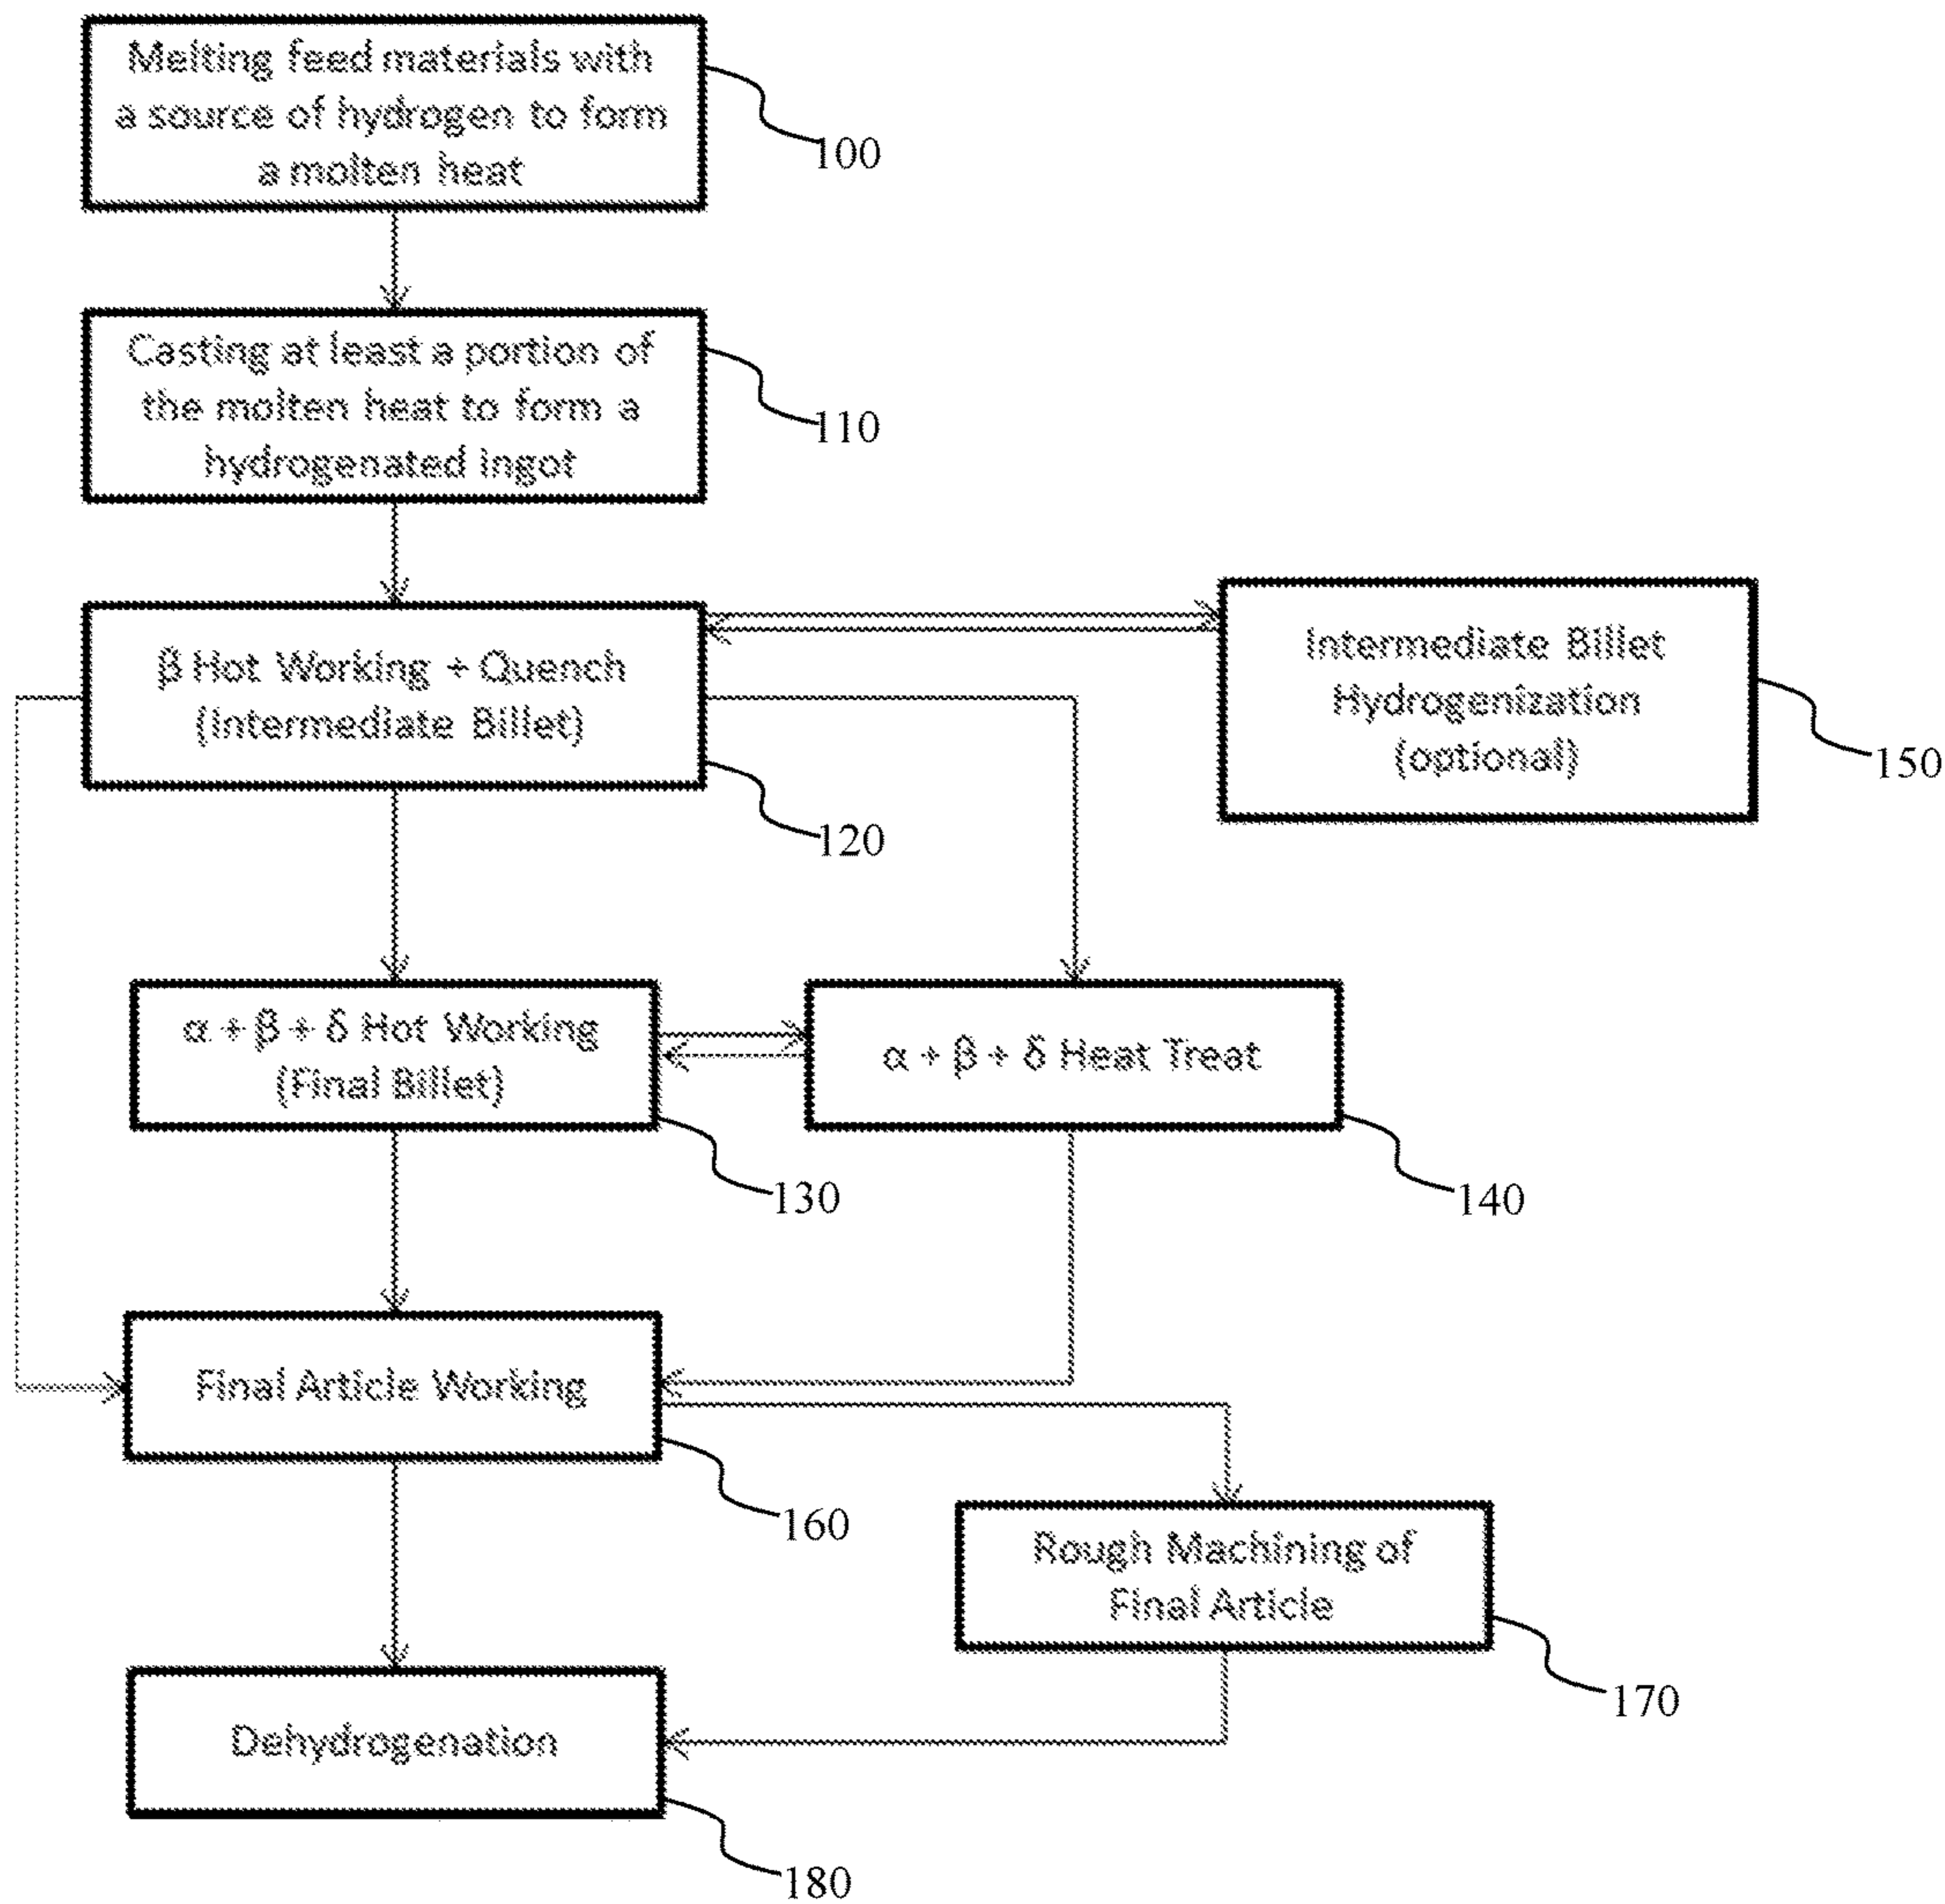 Melting feed materials with
a source of hydrogen to form
a molten heat
100
Casting at least a portion of
the molten heat to form a
hydrogenated ingot
110
β Hot Working + Quench
(Intermediate Billet)
120
Intermediate Billet
Hydrogenization
(optional)
150
α + β + δ Hot Working
(Final Billet)
130
α + β + δ Heat Treat
140
Final Article Working
160
Rough Machining of
Final Article
170
Dehydrogenation
180